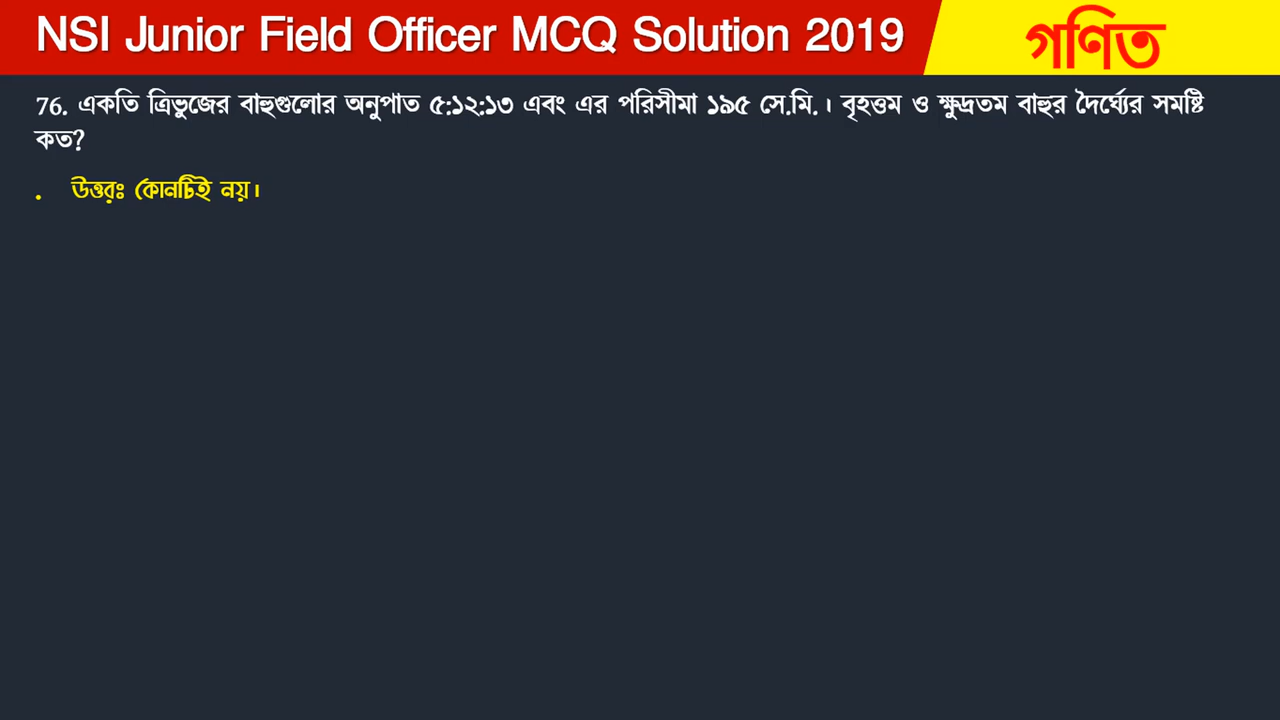 NSI Junior Field Officer MCQ Solution 2019
গণিত
76. একতি ত্রিভুজের বাহুগুলোর অনুপাত ৫:১২:১৩ এবং এর পরিসীমা ১৯৫ সে.মি.। বৃহত্তম ও ক্ষুদ্রতম বাহুর দৈর্ঘ্যের সমষ্টি
কত?
. উত্তরঃ কোনটিই নয়।